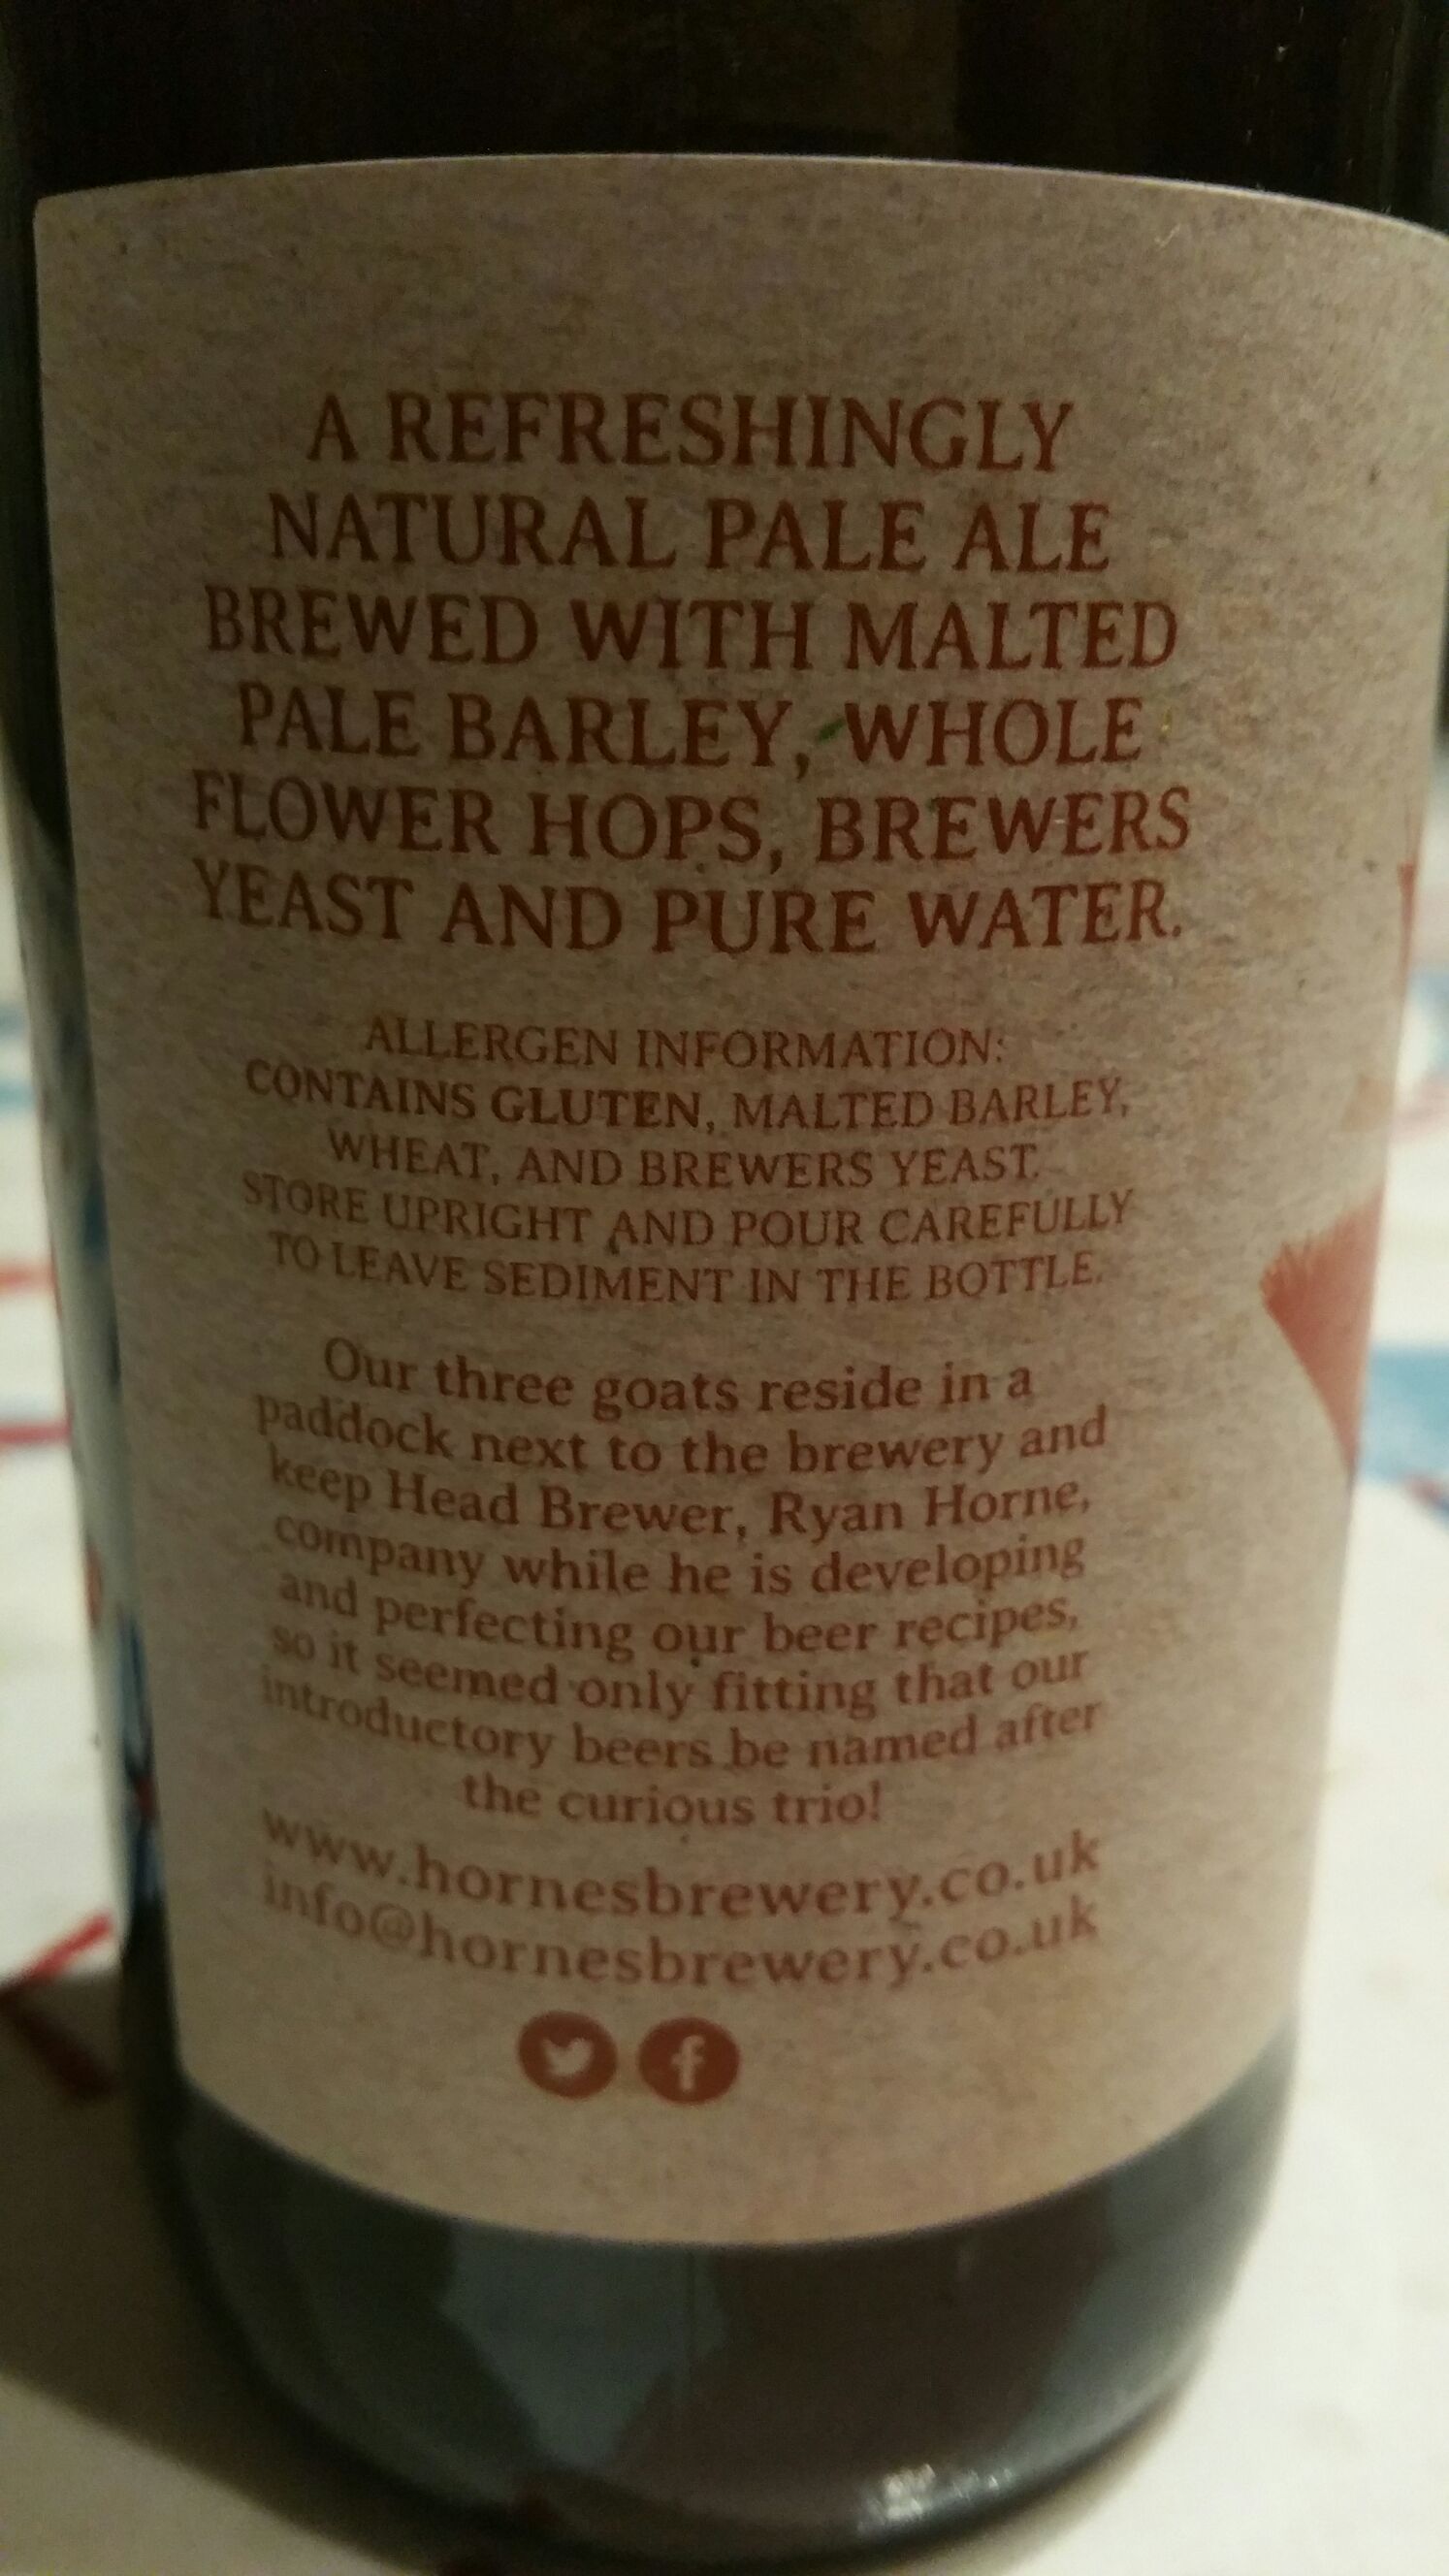 A REFRESHINGLY
NATURAL PALE ALE
BREWED WITH MALTED
PALE BARLEY, WHOLE
FLOWER HOPS, BREWERS
YEAST AND PURE WATER.
ALLERGEN INFORMATION:
CONTAINS GLUTEN, MALTED BARLEY,
WHEAT, AND BREWERS YEAST.
STORE UPRIGHT AND POUR CAREFULLY
TO LEAVE SEDIMENT IN THE BOTTLE.
Our three goats reside in a
paddock next to the brewery and
keep Head Brewer, Ryan Horne,
company while he is developing
and perfecting our beer recipes,
so it seemed only fitting that our
introductory beers be named after
the curious trio!
www.hornesbrewery.co.uk
info@hornesbrewery.co.uk